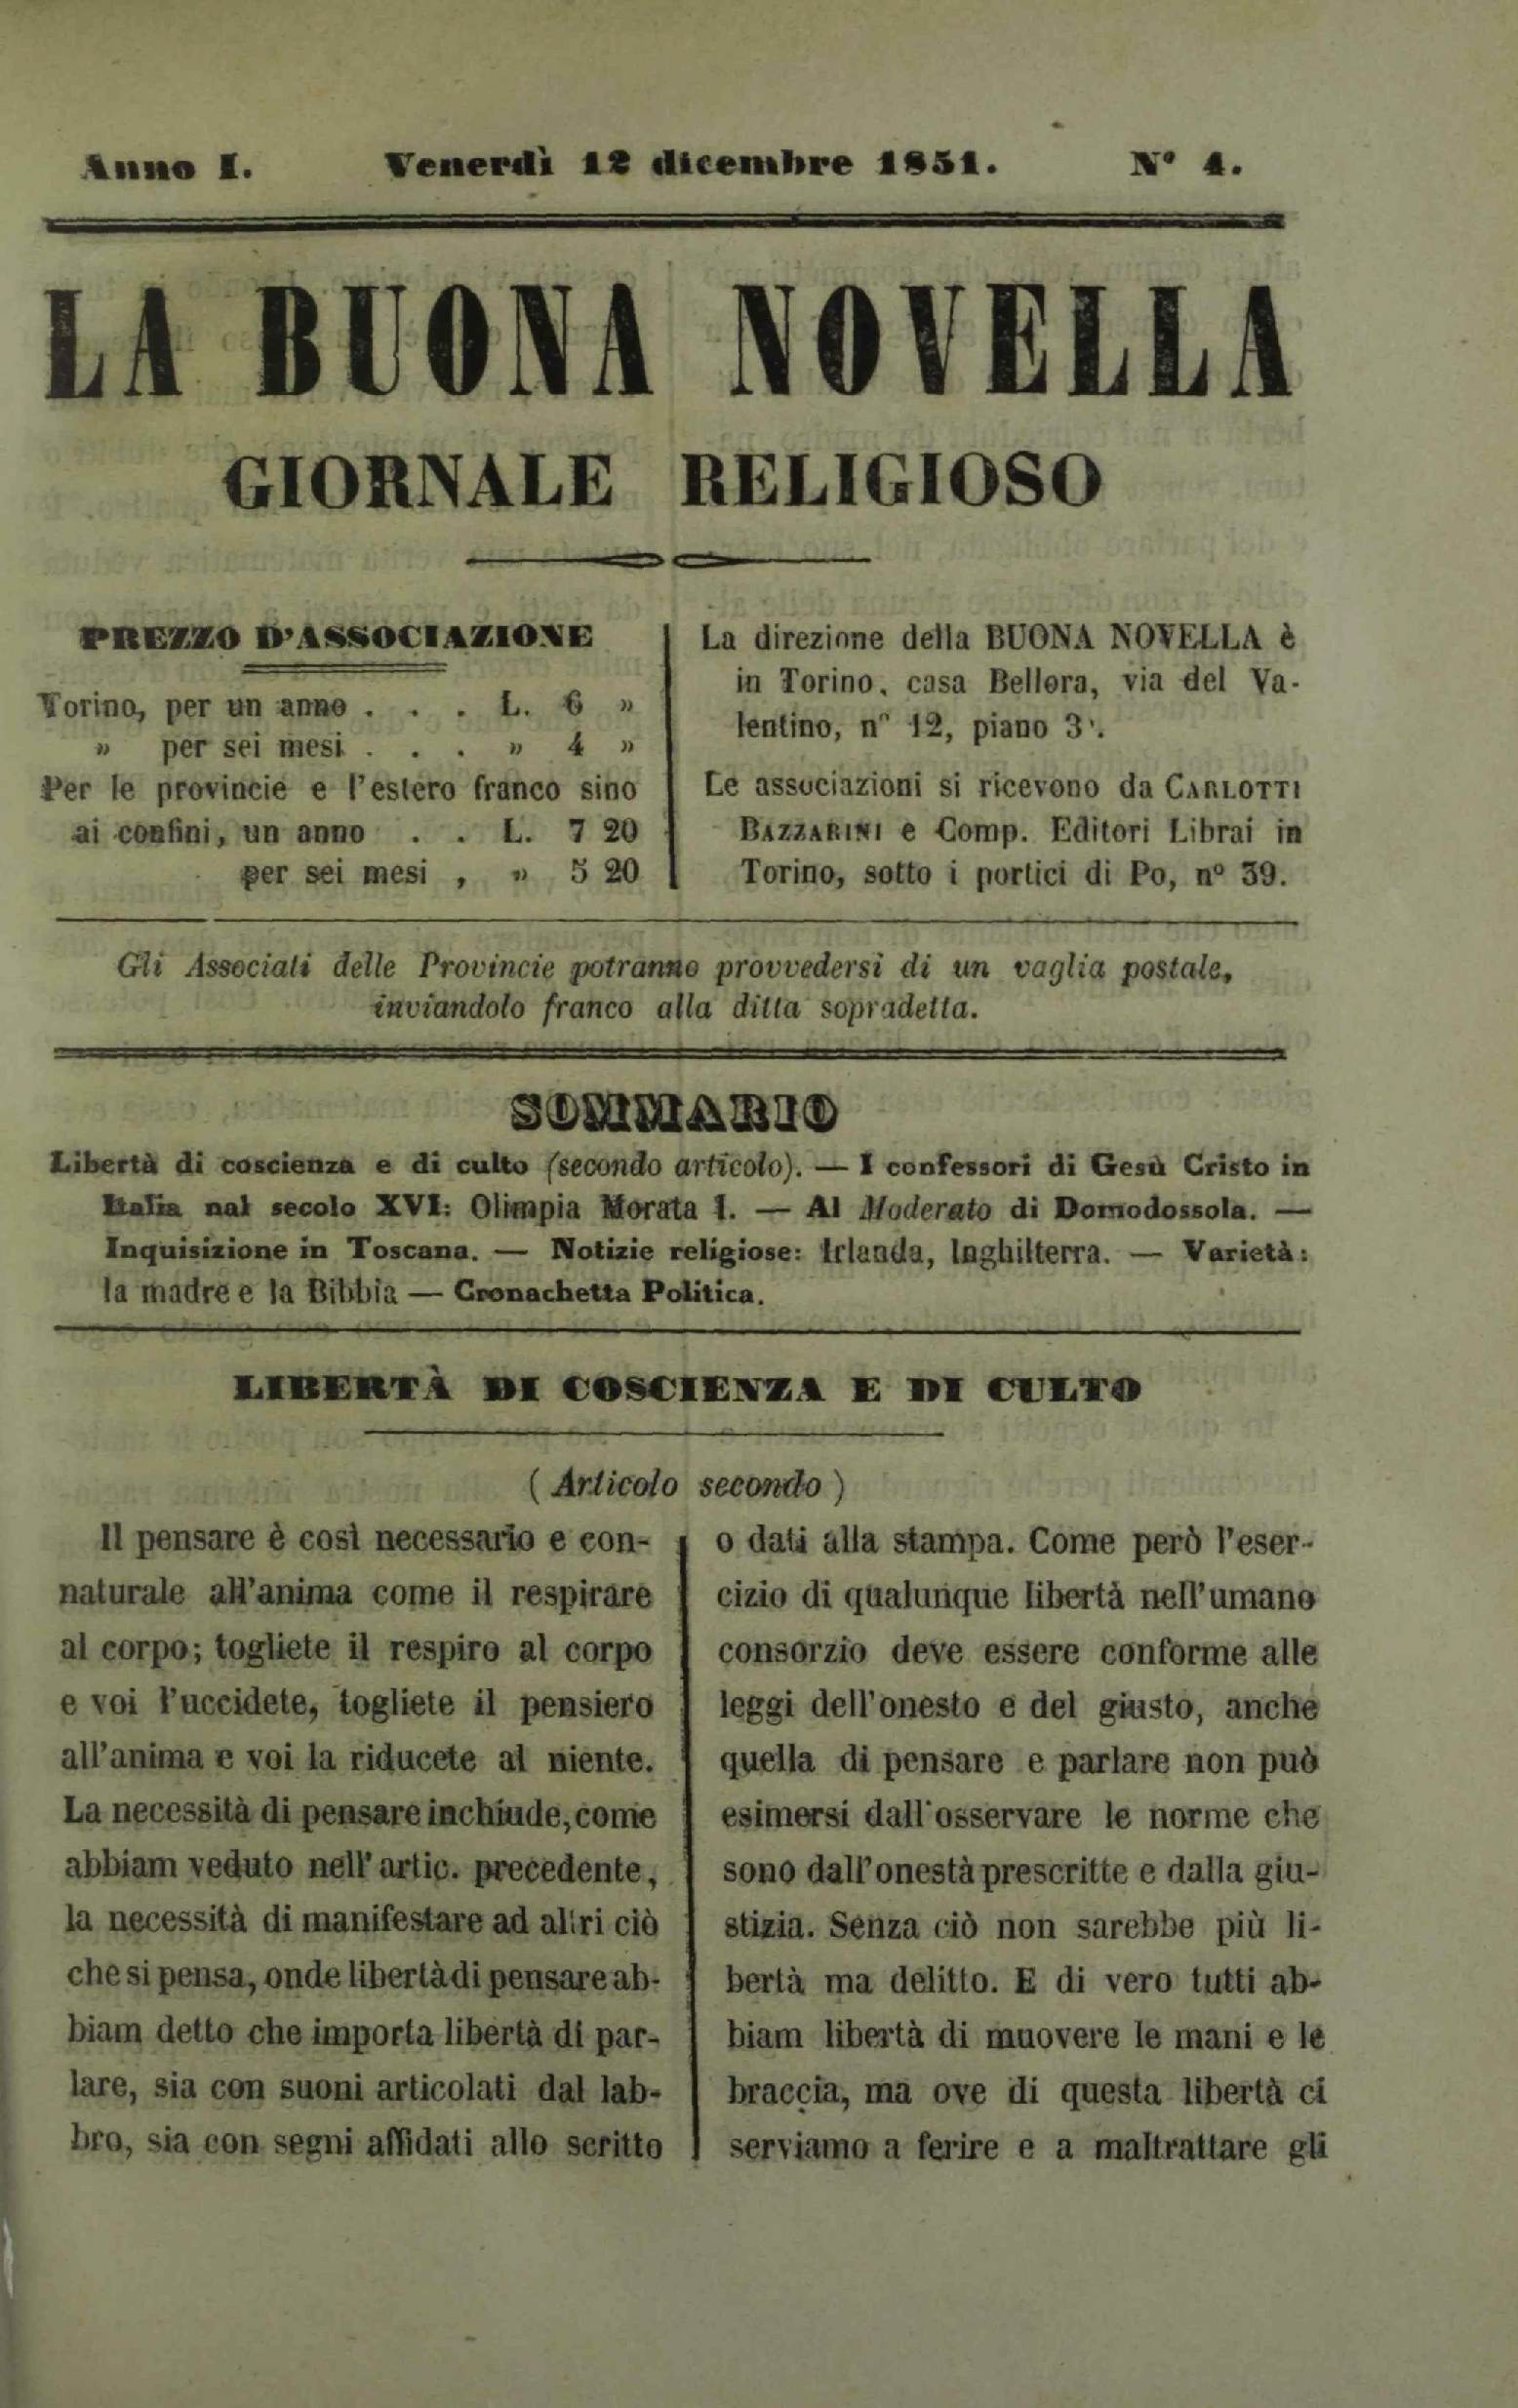 Anno I. Venerdì 12 dicembre 1851. N° 4.
LA BUONA NOVELLA
GIORNALE RELIGIOSO
PREZZO D'ASSOCIAZIONE
Torino, per un anno . . . L. 6 »
» per sei mesi . . . » 4 »
Per le provincie e l'estero franco sino
ai confini, un anno . . L. 7 20
per sei mesi , » 5 20
La direzione della BUONA NOVELLA è
in Torino, casa Bellora, via del Va-
lentino, n° 12, piano 3°.
Le associazioni si ricevono da CARLOTTI
BAZZARINI e Comp. Editori Librai in
Torino, sotto i portici di Po, n° 39.
Gli Associati delle Provincie potranno provvedersi di un vaglia postale,
inviandolo franco alla ditta sopradetta.
SOMMARIO
Libertà di coscienza e di culto (secondo articolo). — I confessori di Gesù Cristo in
Italia nal secolo XVI: Olimpia Morata I. — Al Moderato di Domodossola. —
Inquisizione in Toscana. — Notizie religiose: Irlanda, Inghilterra. — Varietà:
la madre e la Bibbia — Cronachetta Politica.
LIBERTÀ DI COSCIENZA E DI CULTO
(Articolo secondo)
Il pensare è così necessario e con-
naturale all'anima come il respirare
al corpo; togliete il respiro al corpo
e voi l'uccidete, togliete il pensiero
all'anima e voi la riducete al niente.
La necessità di pensare inchiude, come
abbiam veduto nell'artic. precedente,
la necessità di manifestare ad altri ciò
che si pensa, onde libertà di pensare ab-
biam detto che importa libertà di par-
lare, sia con suoni articolati dal lab-
bro, sia con segni affidati allo scritto
o dati alla stampa. Come però l'eser-
cizio di qualunque libertà nell'umano
consorzio deve essere conforme alle
leggi dell'onesto e del giusto, anche
quella di pensare e parlare non può
esimersi dall'osservare le norme che
sono dall'onestà prescritte e dalla giu-
stizia. Senza ciò non sarebbe più li-
bertà ma delitto. E di vero tutti ab-
biam libertà di muovere le mani e le
braccia, ma ove di questa libertà ci
serviamo a ferire e a maltrattare gli